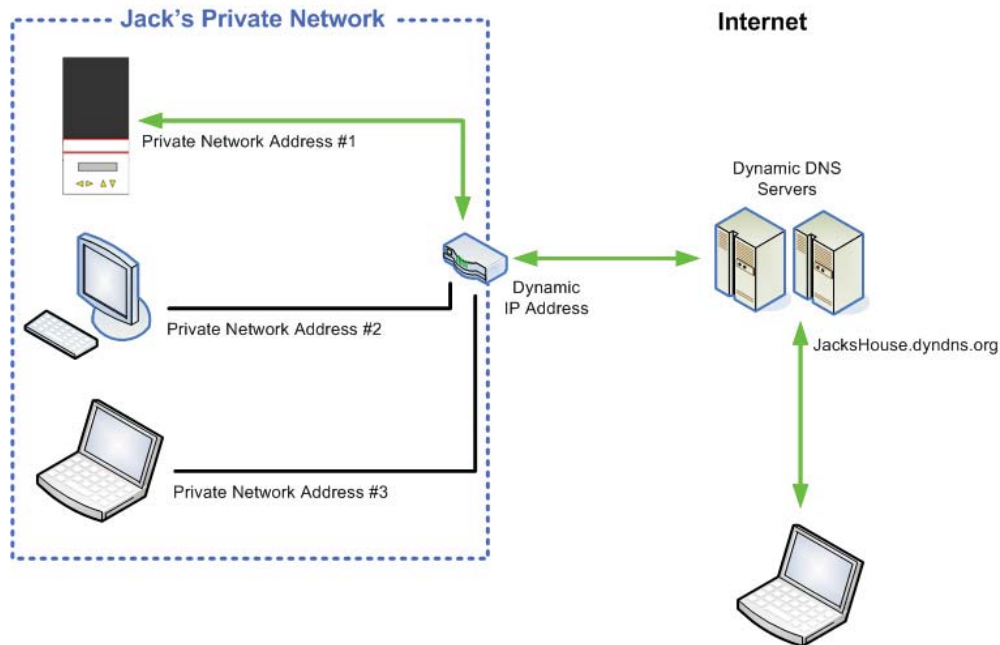 Jack's Private Network
Internet
Private Network Address #1
Dynamic DNS
Servers
Dynamic
IP Address
Private Network Address #2
JacksHouse.dyndns.org
Private Network Address #3